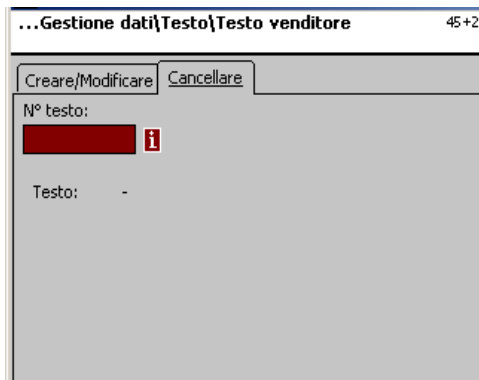 ...Gestione dati\Testo\Testo venditore 45+2
Creare/Modificare Cancellare
N° testo:
i
Testo: -